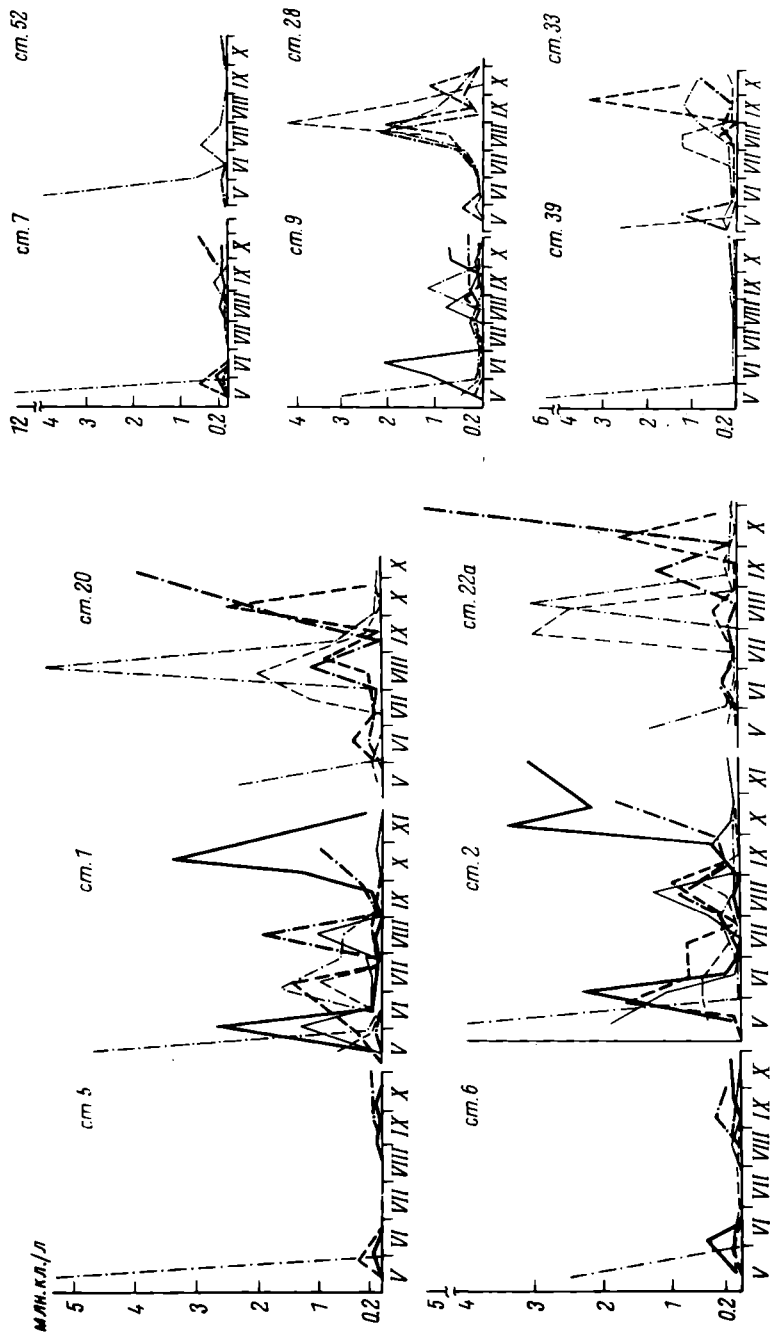 млн.кл./л
ст. 5
ст. 1
ст. 20
5
4
3
2
1
0.2
V VI VII VIII IX X
V VI VII VIII IX X XI
V VI VII VIII IX X X
ст. 6
ст. 2
ст. 22а
5
4
3
2
1
0.2
V VI VII VIII IX X
V VI VII VIII IX X XI
V VI VII VIII IX X
ст. 7
ст. 52
12
4
3
2
1
0.2
V VI VII VIII IX X
V VI VII VIII IX X
ст. 9
ст. 28
4
3
2
1
0.2
V VI VII VIII IX X
V VI VII VIII IX X
ст. 39
ст. 33
6
4
3
2
1
0.2
V VI VII VIII IX X
V VI VII VIII IX X